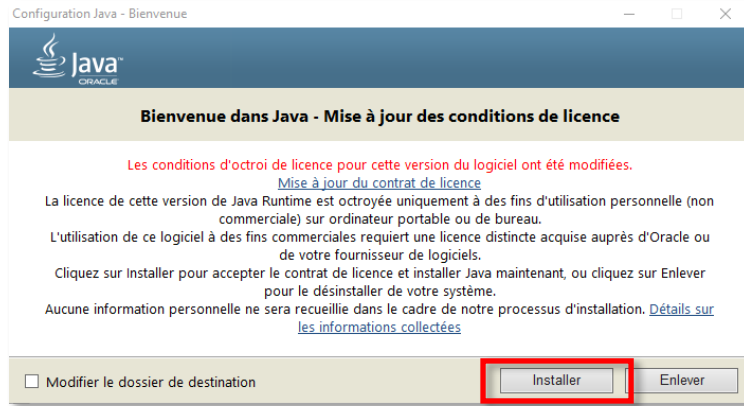 Configuration Java - Bienvenue
Java™
ORACLE
Bienvenue dans Java - Mise à jour des conditions de licence
Les conditions d'octroi de licence pour cette version du logiciel ont été modifiées.
Mise à jour du contrat de licence
La licence de cette version de Java Runtime est octroyée uniquement à des fins d'utilisation personnelle (non
commerciale) sur ordinateur portable ou de bureau.
L'utilisation de ce logiciel à des fins commerciales requiert une licence distincte acquise auprès d'Oracle ou
de votre fournisseur de logiciels.
Cliquez sur Installer pour accepter le contrat de licence et installer Java maintenant, ou cliquez sur Enlever
pour le désinstaller de votre système.
Aucune information personnelle ne sera recueillie dans le cadre de notre processus d'installation. Détails sur
les informations collectées
Modifier le dossier de destination
Installer
Enlever